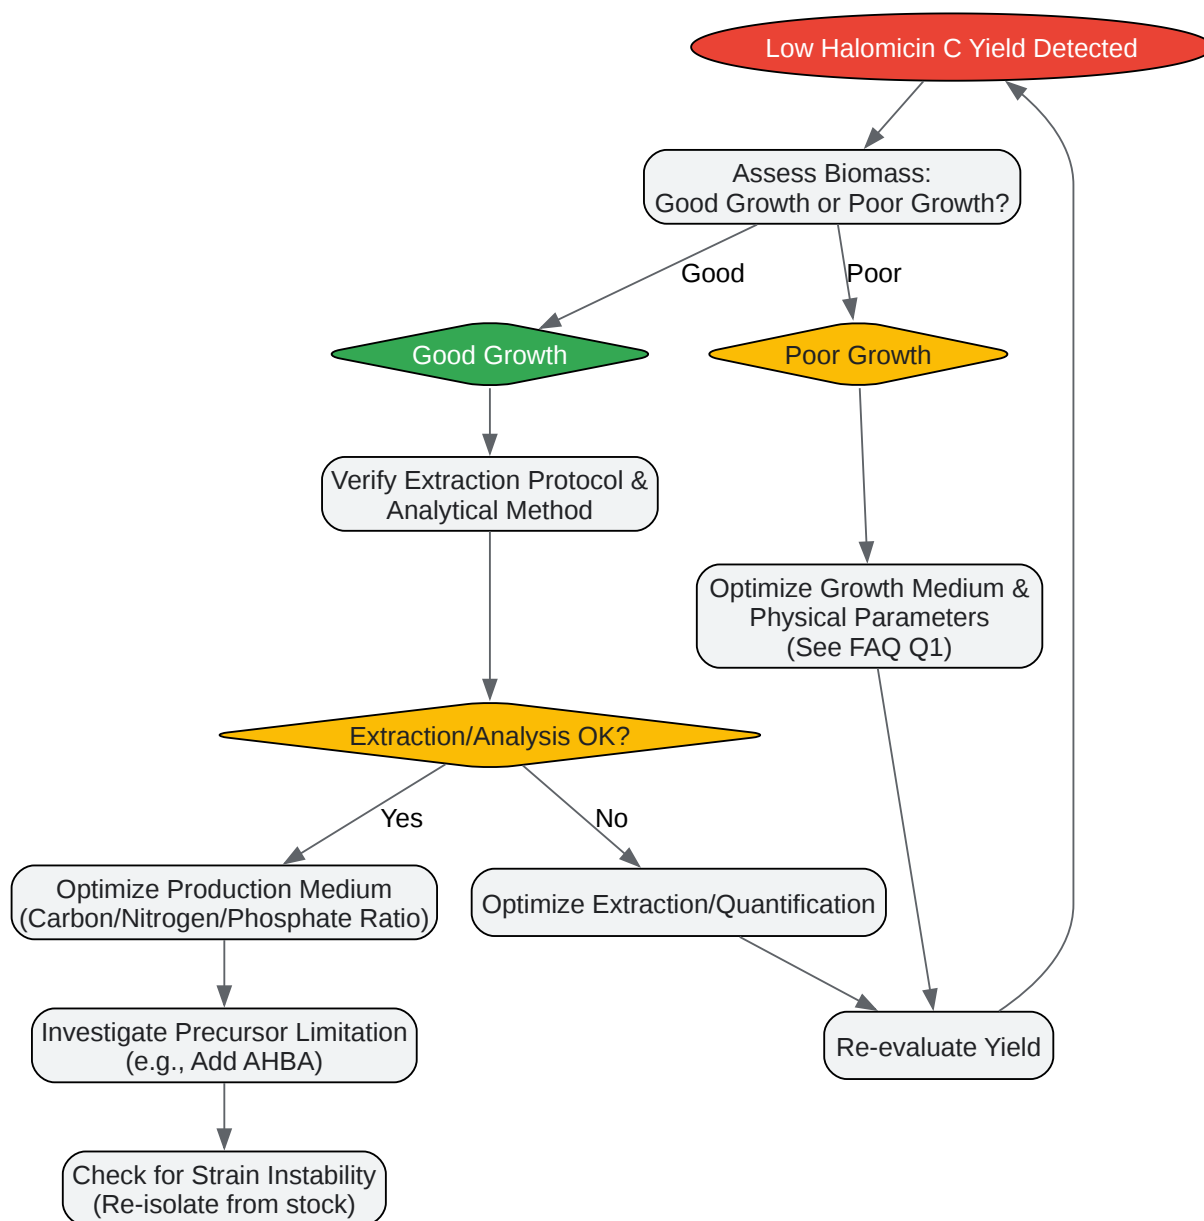 Low Halomicin C Yield Detected
Assess Biomass:
Good Growth or Poor Growth?
Good
Poor
Good Growth
Poor Growth
Verify Extraction Protocol &
Analytical Method
Optimize Growth Medium &
Physical Parameters
(See FAQ Q1)
Extraction/Analysis OK?
Yes
No
Optimize Production Medium
(Carbon/Nitrogen/Phosphate Ratio)
Optimize Extraction/Quantification
Investigate Precursor Limitation
(e.g., Add AHBA)
Re-evaluate Yield
Check for Strain Instability
(Re-isolate from stock)